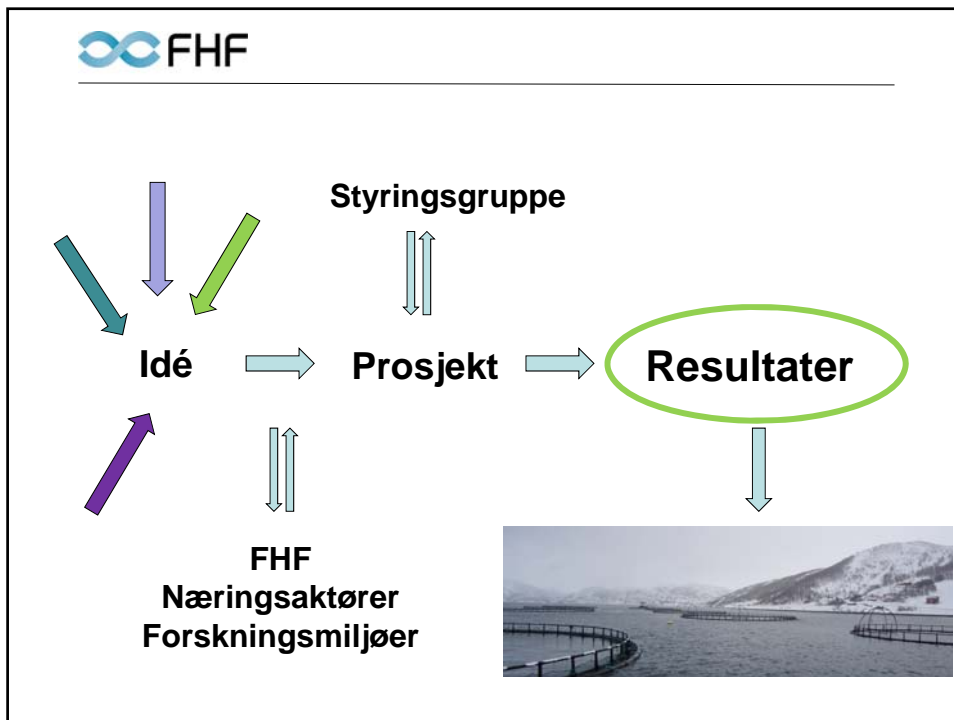 FHF
Styringsgruppe
Idé
Prosjekt
Resultater
FHF
Næringsaktører
Forskningsmiljøer